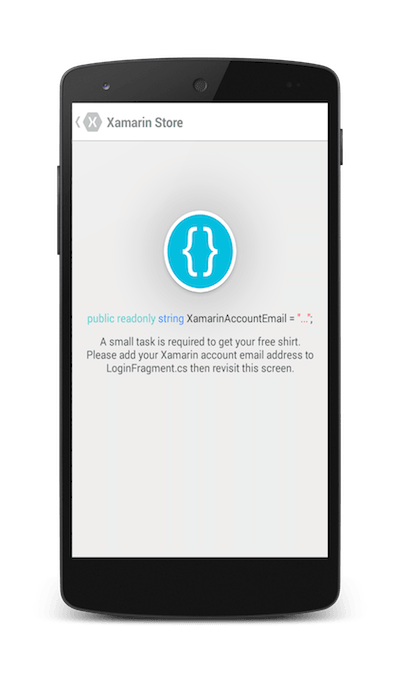 Xamarin Store
{}
public readonly string XamarinAccountEmail = "...";
A small task is required to get your free shirt.
Please add your Xamarin account email address to
LoginFragment.cs then revisit this screen.